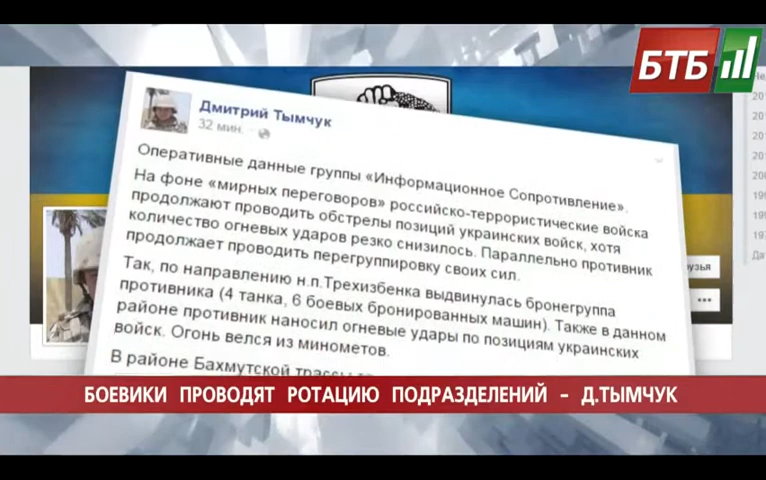 БТБ
Дмитрий Тымчук
32 мин.
Оперативные данные группы «Информационное Сопротивление».
На фоне «мирных переговоров» российско-террористические войска
продолжают проводить обстрелы позиций украинских войск, хотя
количество огневых ударов резко снизилось. Параллельно противник
продолжает проводить перегруппировку своих сил.
Так, по направлению н.п.Трехизбенка выдвинулась бронегруппа
противника (4 танка, 6 боевых бронированных машин). Также в данном
районе противник наносил огневые удары по позициям украинских
войск. Огонь велся из минометов.
В районе Бахмутской трассы
БОЕВИКИ ПРОВОДЯТ РОТАЦИЮ ПОДРАЗДЕЛЕНИЙ - Д.ТЫМЧУК